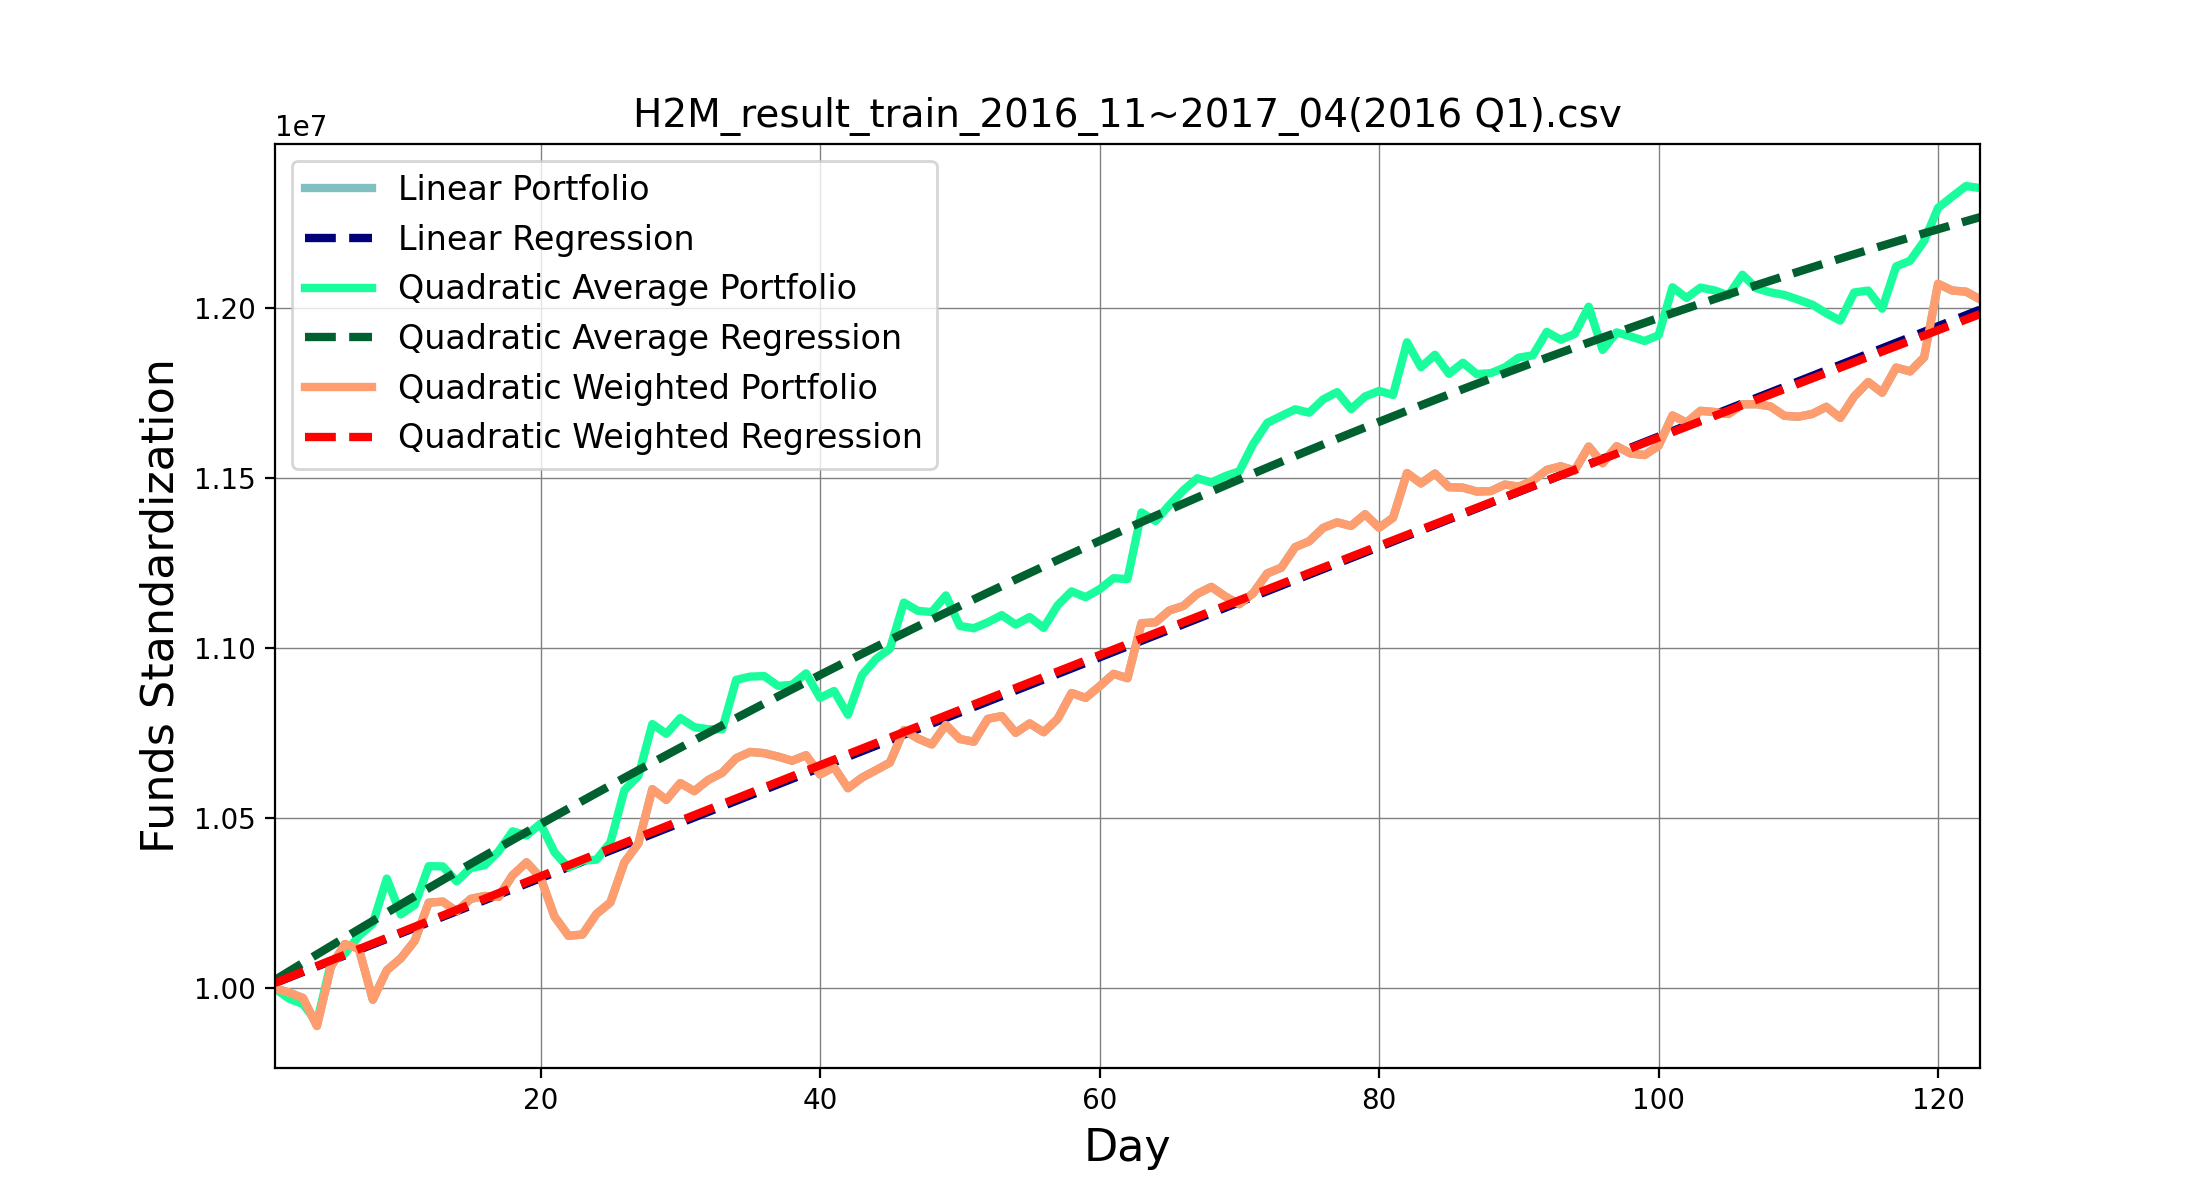 H2M_result_train_2016_11~2017_04(2016 Q1).csv
1e7
Linear Portfolio
Linear Regression
Quadratic Average Portfolio
Quadratic Average Regression
Quadratic Weighted Portfolio
Quadratic Weighted Regression
Funds Standardization
1.20
1.15
1.10
1.05
1.00
20 40 60 80 100 120
Day